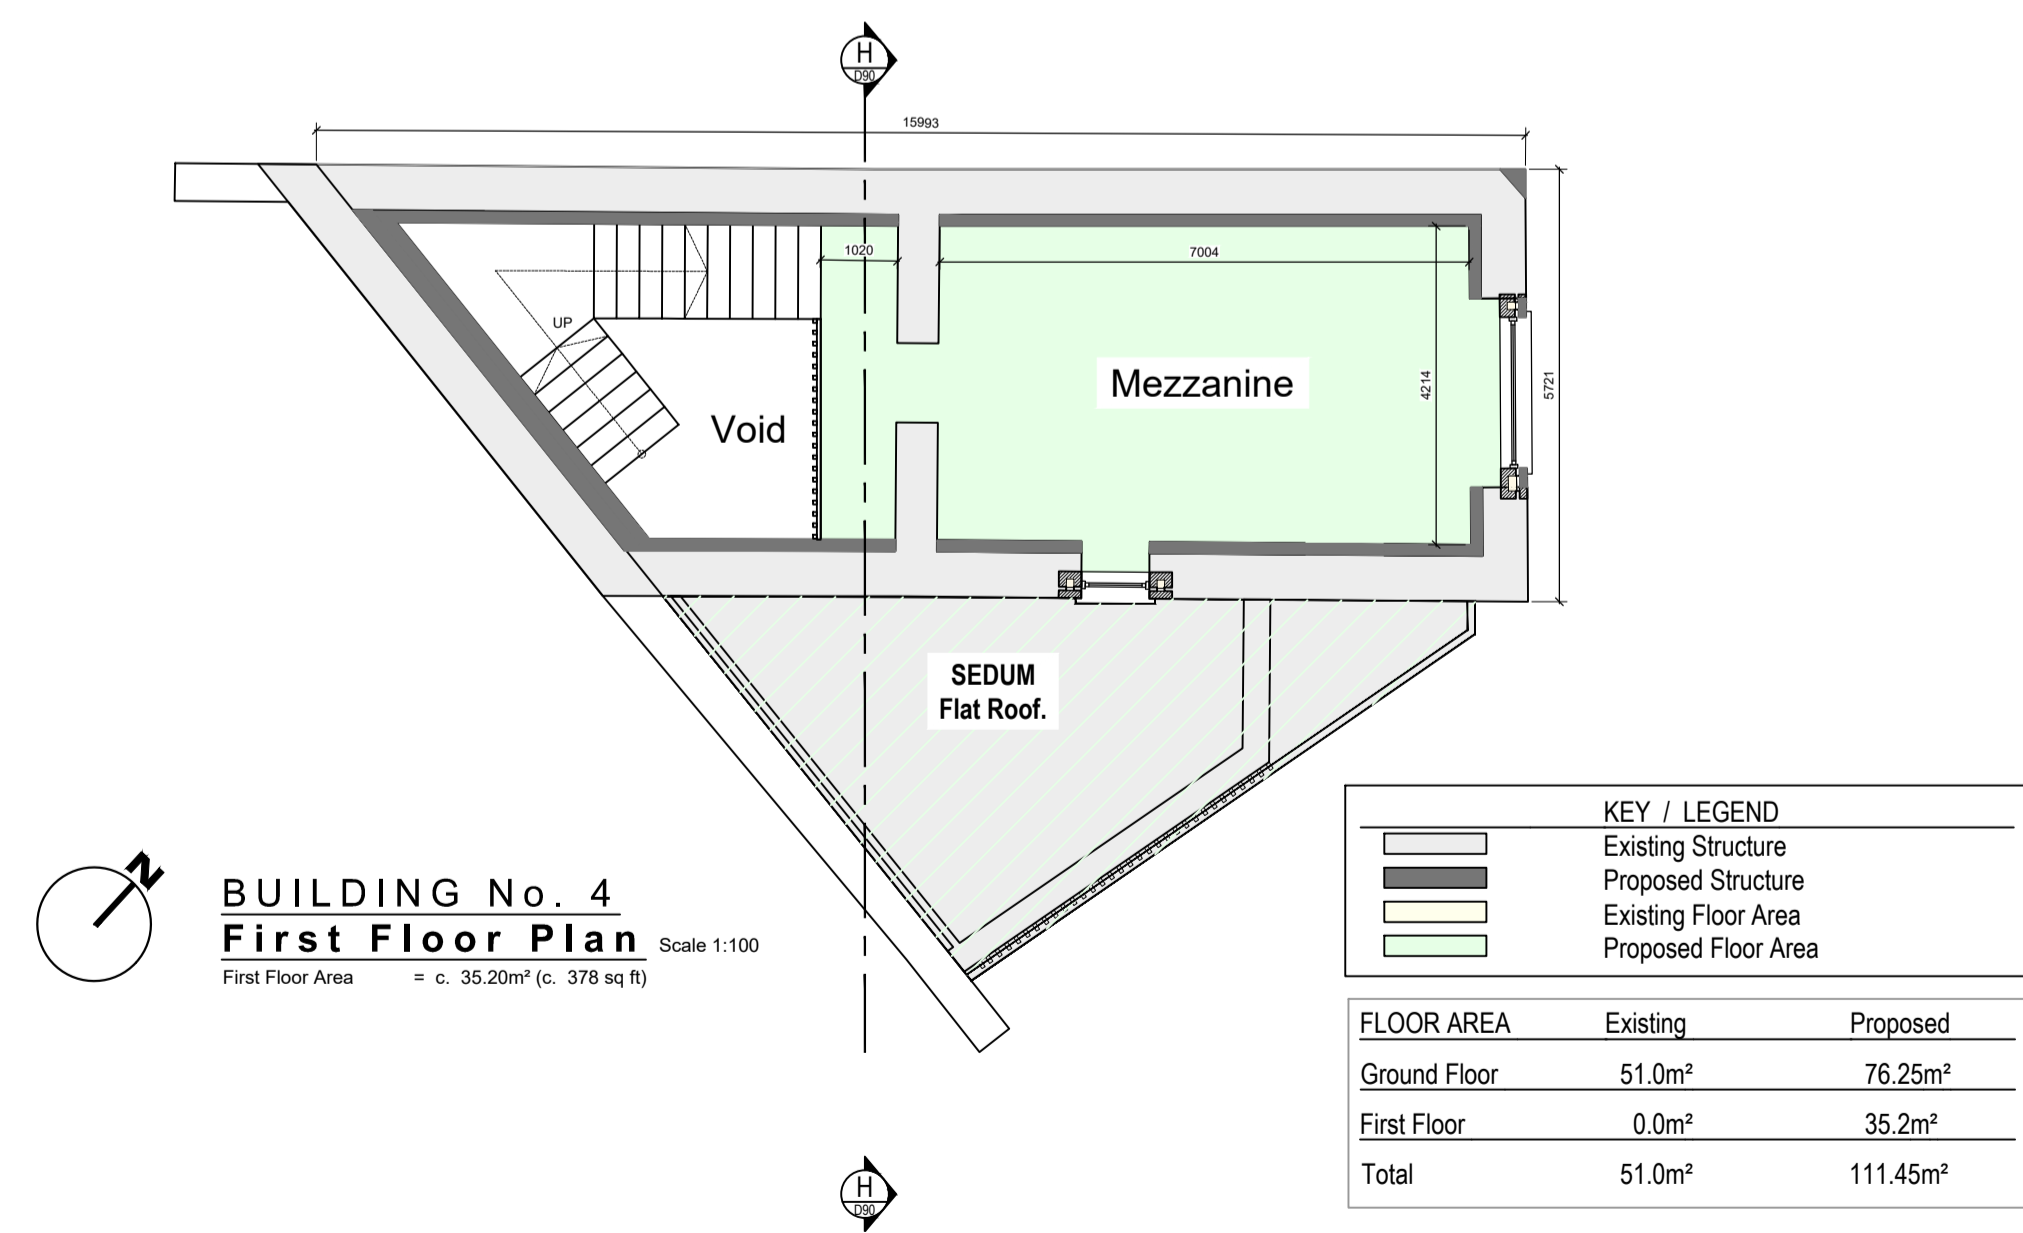 H
D90
15993
1020
7004
UP
Mezzanine
4214
5721
Void
SEDUM
Flat Roof.
N
BUILDING No. 4
First Floor Plan Scale 1:100
First Floor Area = c. 35.20m² (c. 378 sq ft)
KEY / LEGEND
Existing Structure
Proposed Structure
Existing Floor Area
Proposed Floor Area
FLOOR AREA Existing Proposed
Ground Floor 51.0m² 76.25m²
First Floor 0.0m² 35.2m²
Total 51.0m² 111.45m²
H
D90